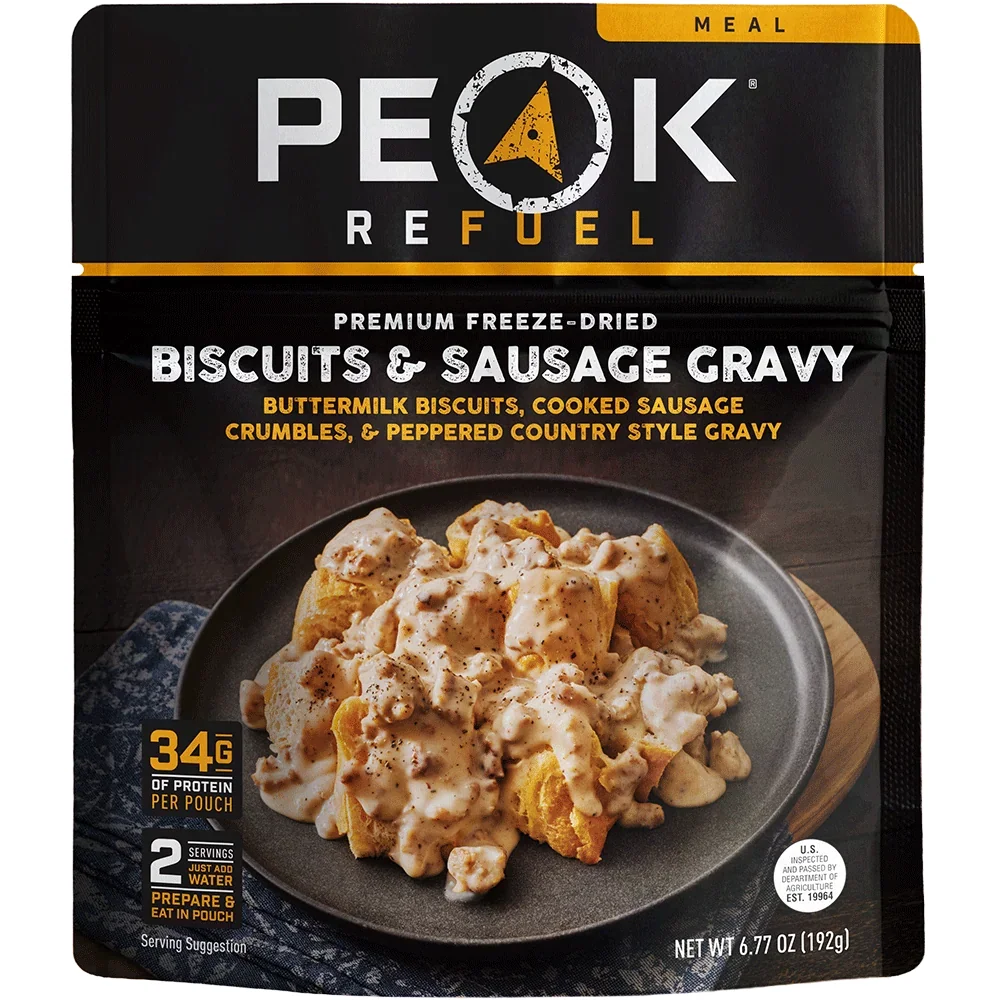 MEAL
PEAK®
REFUEL
PREMIUM FREEZE-DRIED
BISCUITS & SAUSAGE GRAVY
BUTTERMILK BISCUITS, COOKED SAUSAGE
CRUMBLES, & PEPPERED COUNTRY STYLE GRAVY
34G
OF PROTEIN
PER POUCH
2 SERVINGS
JUST ADD
WATER
PREPARE &
EAT IN POUCH
Serving Suggestion
U.S.
INSPECTED
AND PASSED BY
DEPARTMENT OF
AGRICULTURE
EST. 19964
NET WT 6.77 OZ (192g)